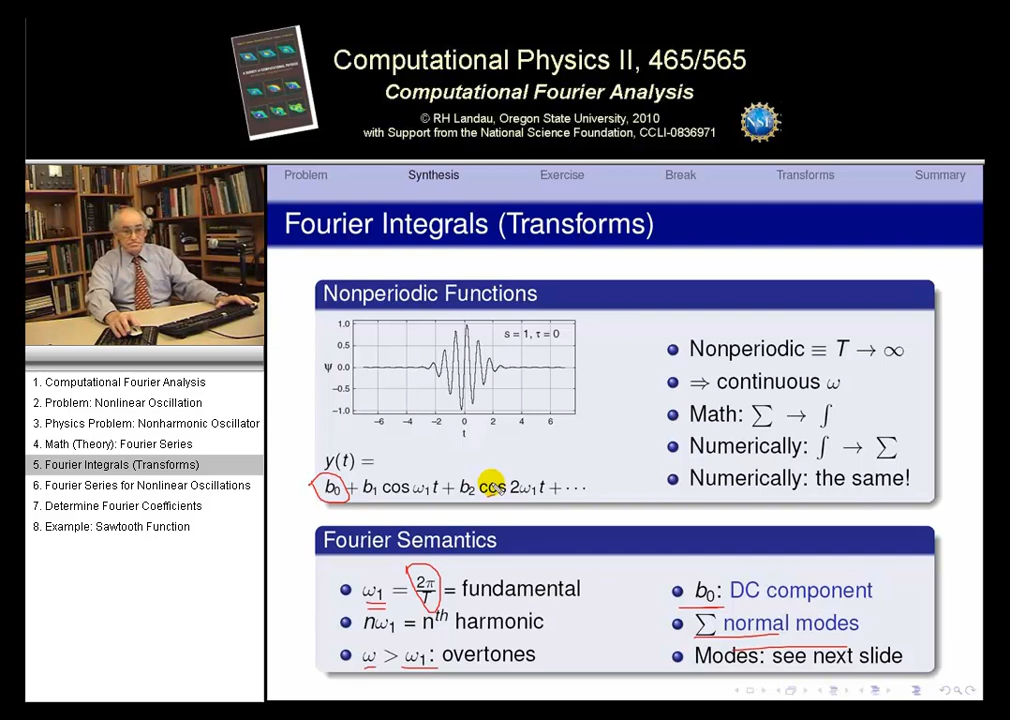 Computational Physics II, 465/565
Computational Fourier Analysis
© RH Landau, Oregon State University, 2010
with Support from the National Science Foundation, CCLI-0836971
NSF
Problem Synthesis Exercise Break Transforms Summary
Fourier Integrals (Transforms)
Nonperiodic Functions
1.0
0.5
ψ 0.0
−0.5
−1.0
s = 1, τ = 0
−6 −4 −2 0 2 4 6
t
y(t) =
b₀ + b₁ cos ω₁t + b₂ cos 2ω₁t + ···
Nonperiodic ≡ T → ∞
⇒ continuous ω
Math: ∑ → ∫
Numerically: ∫ → ∑
Numerically: the same!
Fourier Semantics
ω₁ = 2π/T = fundamental
nω₁ = nᵗʰ harmonic
ω > ω₁: overtones
b₀: DC component
∑ normal modes
Modes: see next slide
1. Computational Fourier Analysis
2. Problem: Nonlinear Oscillation
3. Physics Problem: Nonharmonic Oscillator
4. Math (Theory): Fourier Series
5. Fourier Integrals (Transforms)
6. Fourier Series for Nonlinear Oscillations
7. Determine Fourier Coefficients
8. Example: Sawtooth Function